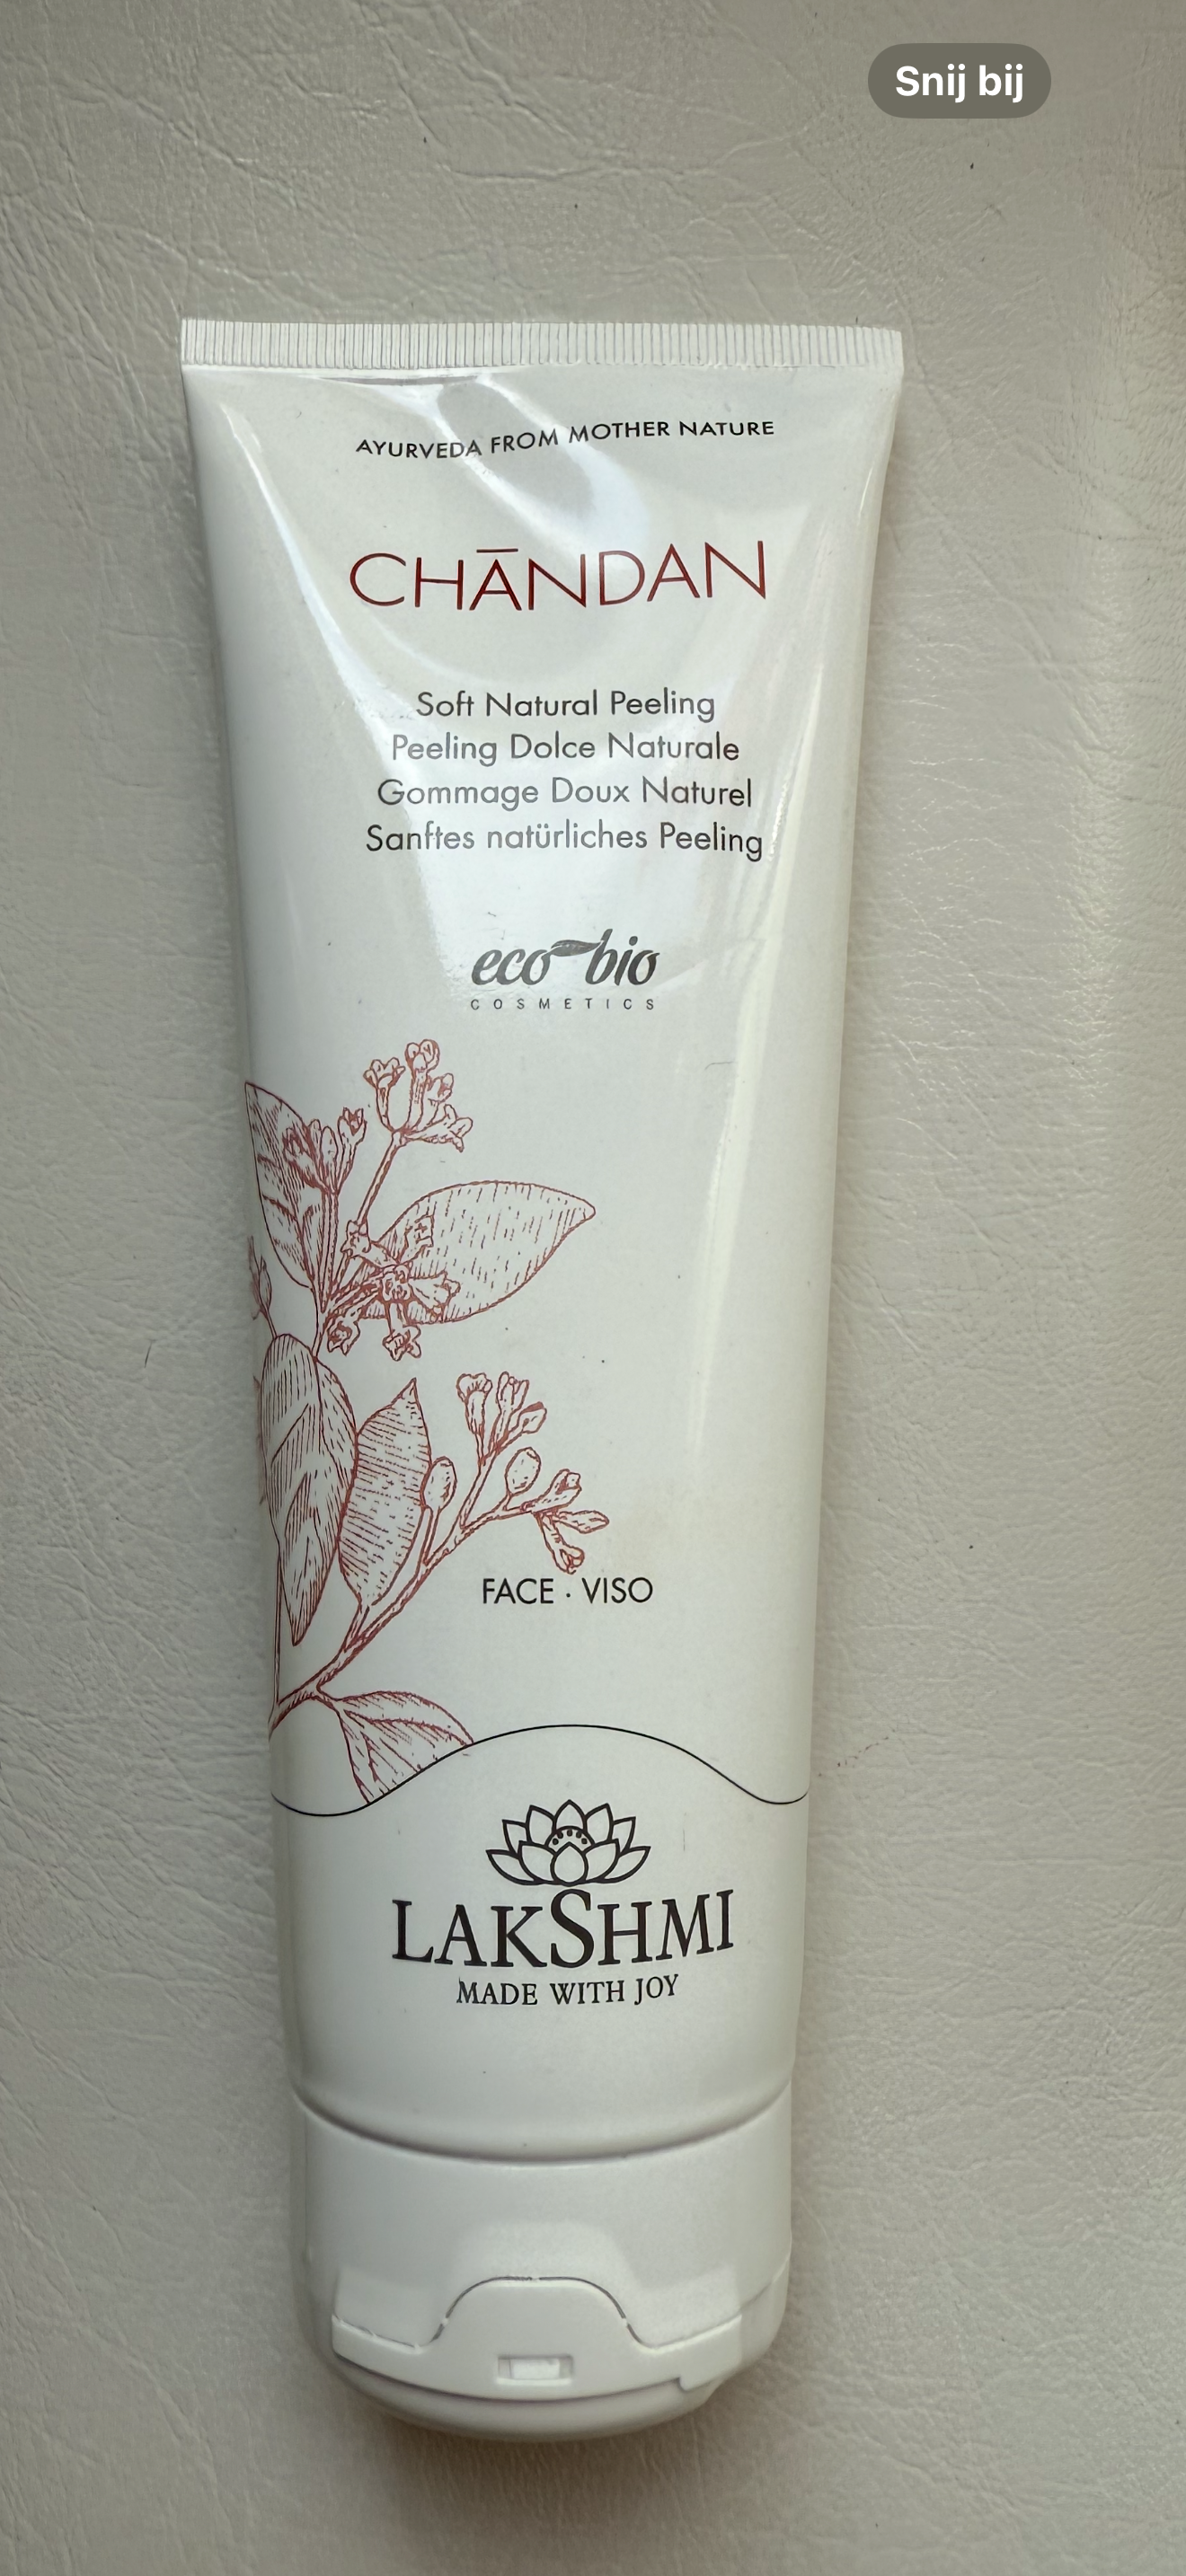 Snij bij
AYURVEDA FROM MOTHER NATURE
CHĀNDAN
Soft Natural Peeling
Peeling Dolce Naturale
Gommage Doux Naturel
Sanftes natürliches Peeling
eco bio
COSMETICS
FACE · VISO
LAKSHMI
MADE WITH JOY